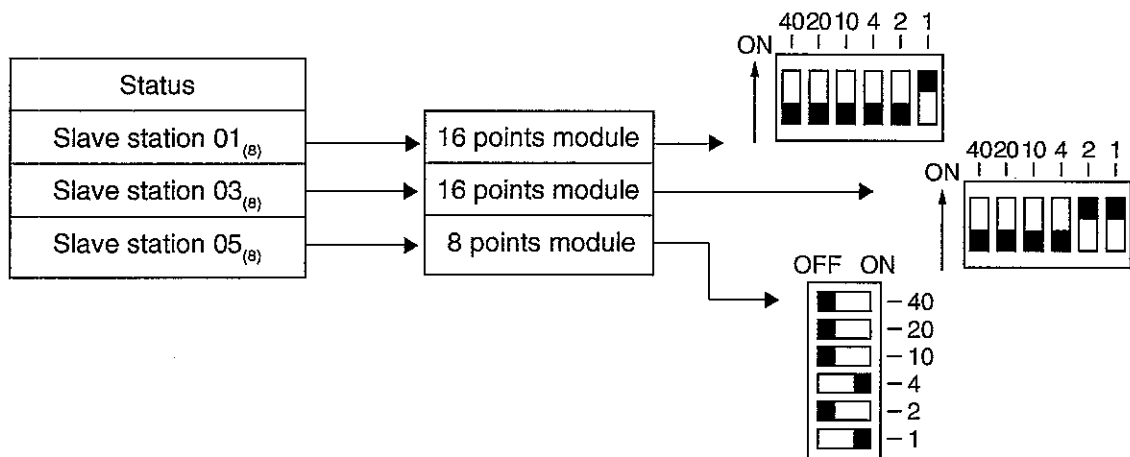 40 20 10 4 2 1
ON
Status
Slave station 01(8)
16 points module
40 20 10 4 2 1
ON
Slave station 03(8)
16 points module
Slave station 05(8)
8 points module
OFF ON
40
20
10
4
2
1